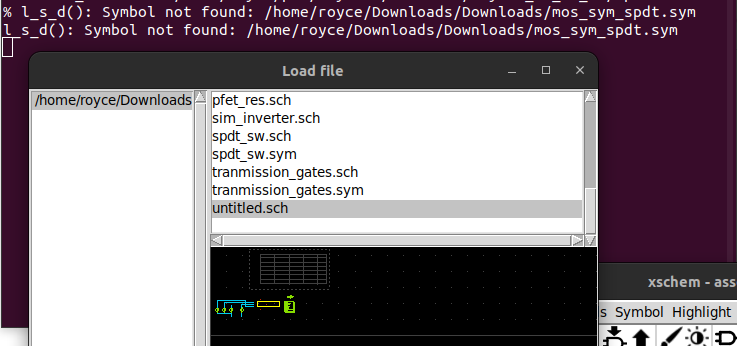 % l_s_d(): Symbol not found: /home/royce/Downloads/Downloads/mos_sym_spdt.sym
l_s_d(): Symbol not found: /home/royce/Downloads/Downloads/mos_sym_spdt.sym
Load file
/home/royce/Downloads
pfet_res.sch
sim_inverter.sch
spdt_sw.sch
spdt_sw.sym
tranmission_gates.sch
tranmission_gates.sym
untitled.sch
xschem - ass
s Symbol Highlight